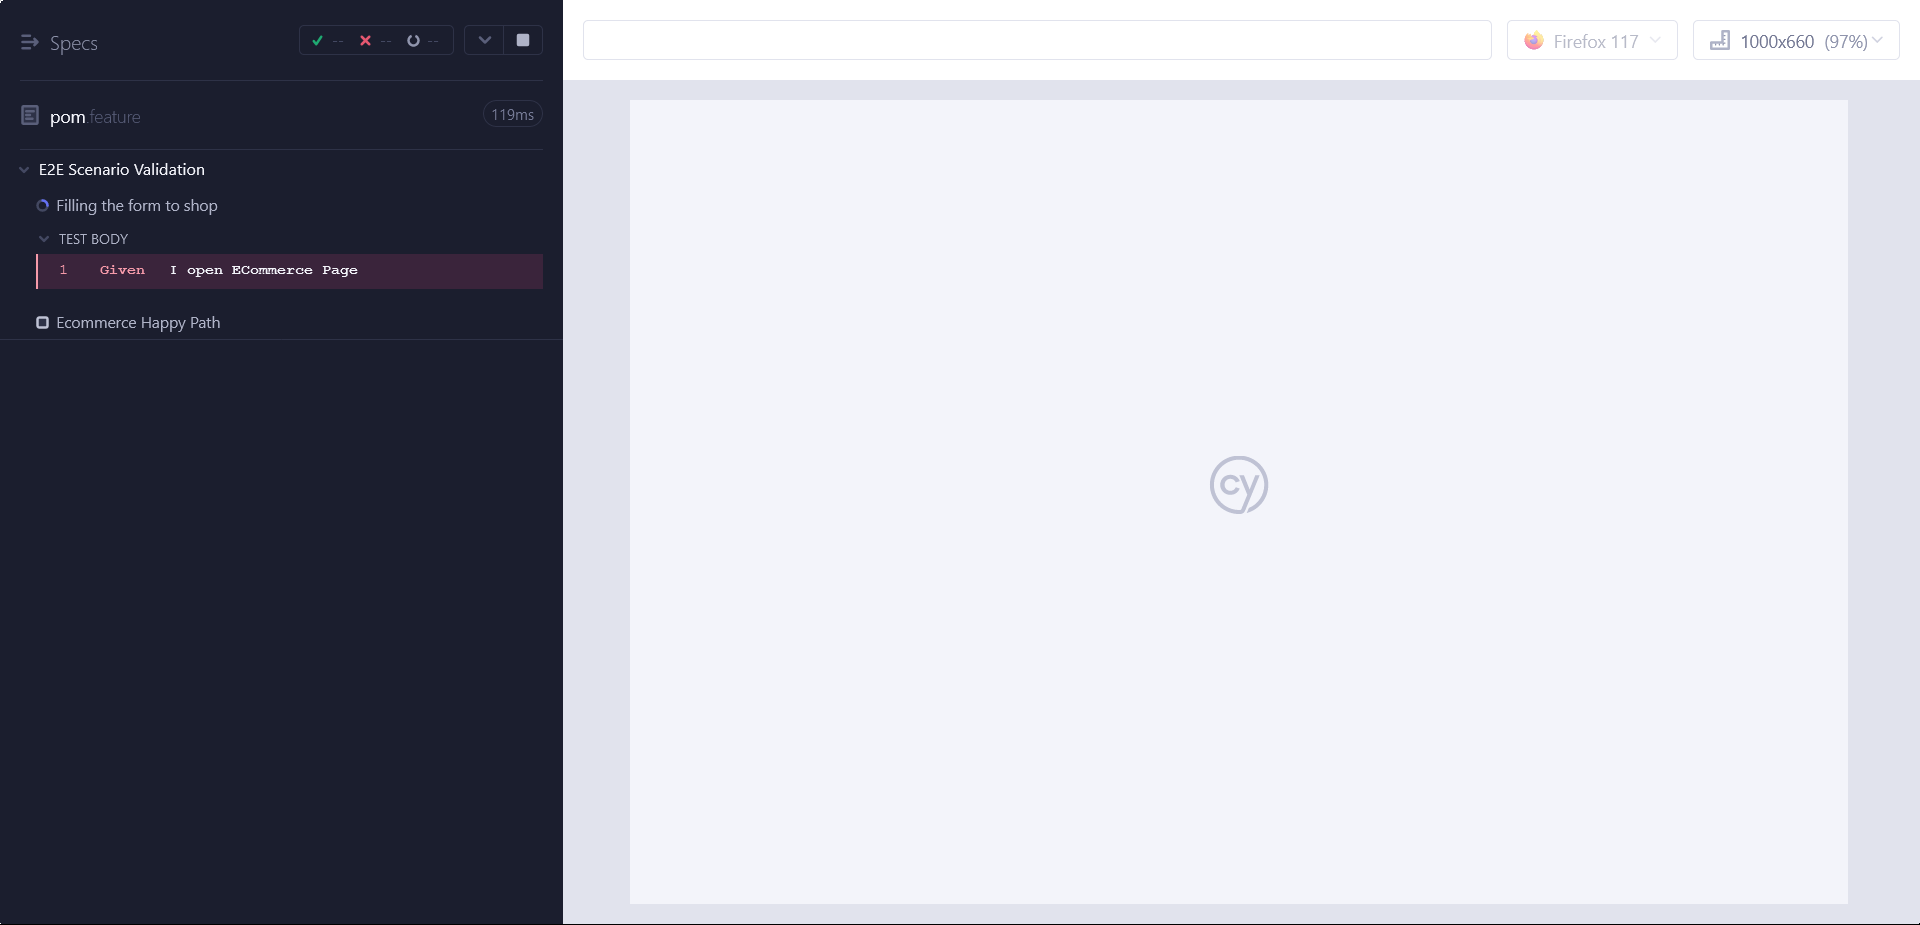 Specs -- -- --
Firefox 117 1000x660 (97%)
pom.feature 119ms
E2E Scenario Validation
Filling the form to shop
TEST BODY
1 Given I open ECommerce Page
Ecommerce Happy Path
cy